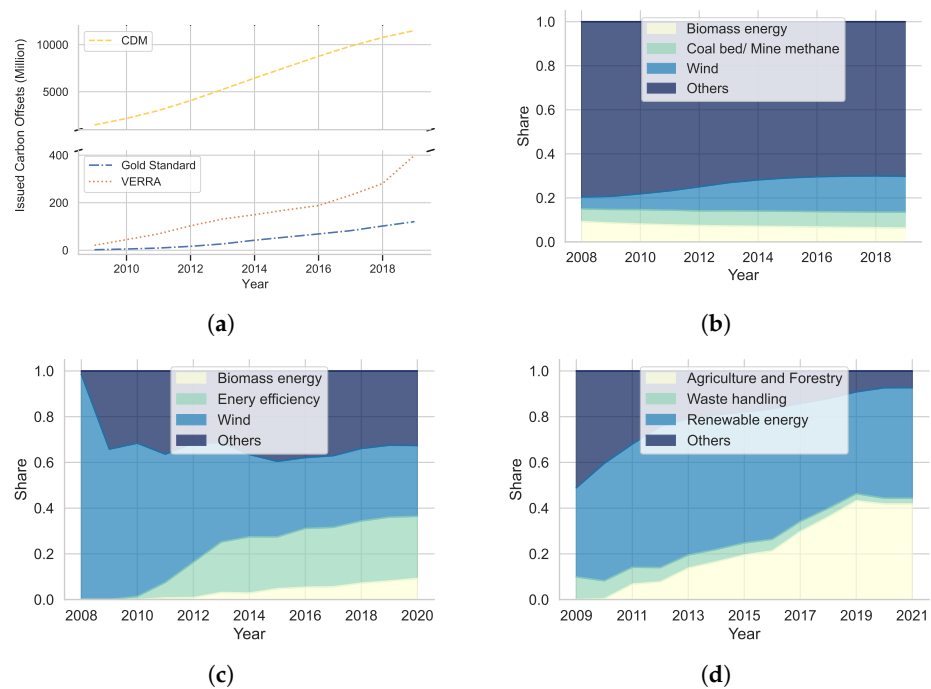 Issued Carbon Offsets (Million)
10000
5000
CDM
400
200
0
Gold Standard
VERRA
2010 2012 2014 2016 2018
Year
(a)
Share
1.0
0.8
0.6
0.4
0.2
0.0
Biomass energy
Coal bed/ Mine methane
Wind
Others
2008 2010 2012 2014 2016 2018
Year
(b)
Share
1.0
0.8
0.6
0.4
0.2
0.0
Biomass energy
Enery efficiency
Wind
Others
2008 2010 2012 2014 2016 2018 2020
Year
(c)
Share
1.0
0.8
0.6
0.4
0.2
0.0
Agriculture and Forestry
Waste handling
Renewable energy
Others
2009 2011 2013 2015 2017 2019 2021
Year
(d)